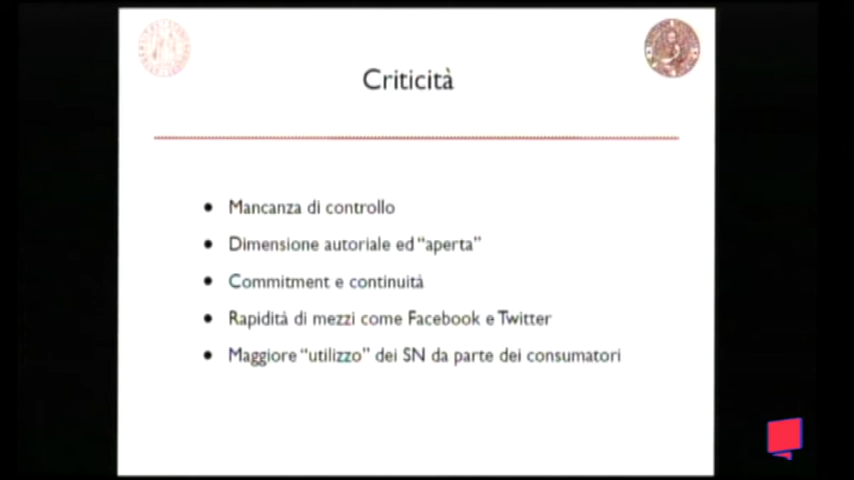 Criticità
• Mancanza di controllo
• Dimensione autoriale ed "aperta"
• Commitment e continuità
• Rapidità di mezzi come Facebook e Twitter
• Maggiore "utilizzo" dei SN da parte dei consumatori